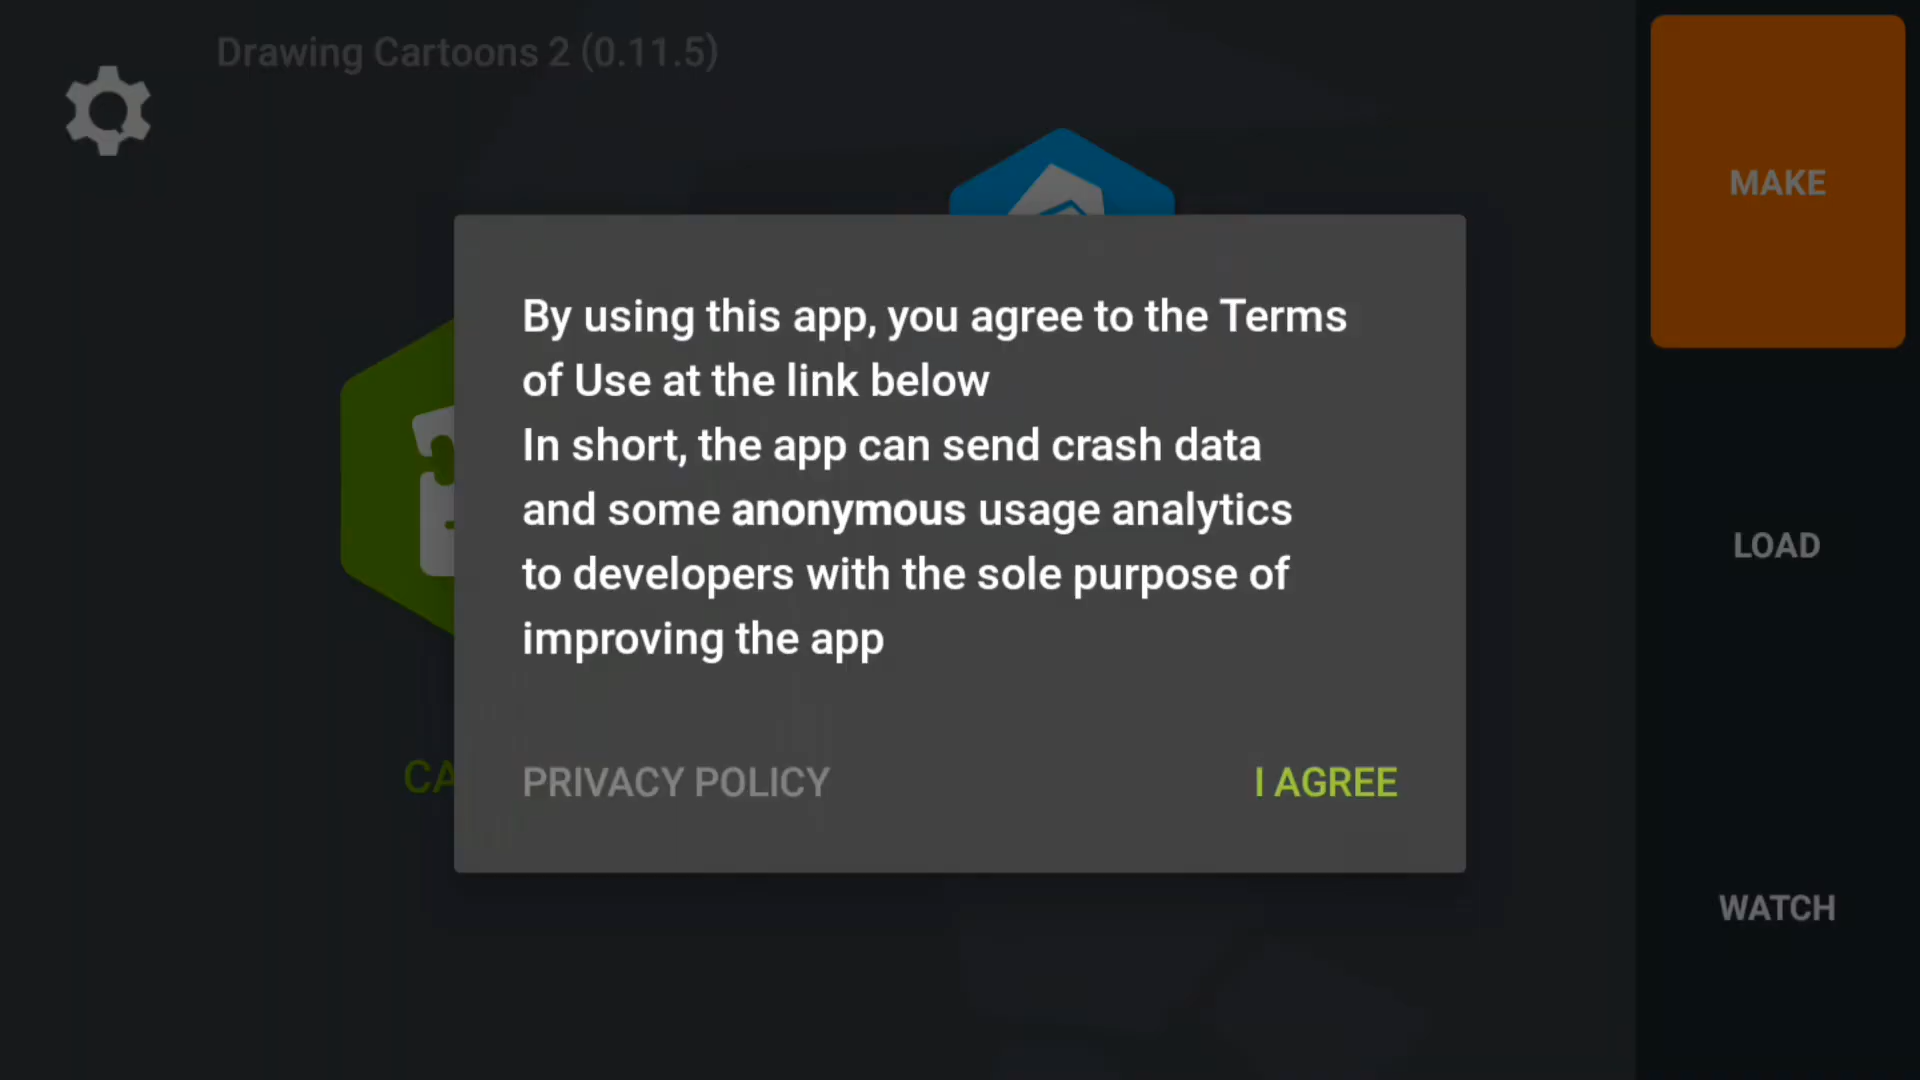 Drawing Cartoons 2 (0.11.5)
MAKE
By using this app, you agree to the Terms
of Use at the link below
In short, the app can send crash data
and some anonymous usage analytics
to developers with the sole purpose of
improving the app
LOAD
CA
PRIVACY POLICY
I AGREE
WATCH